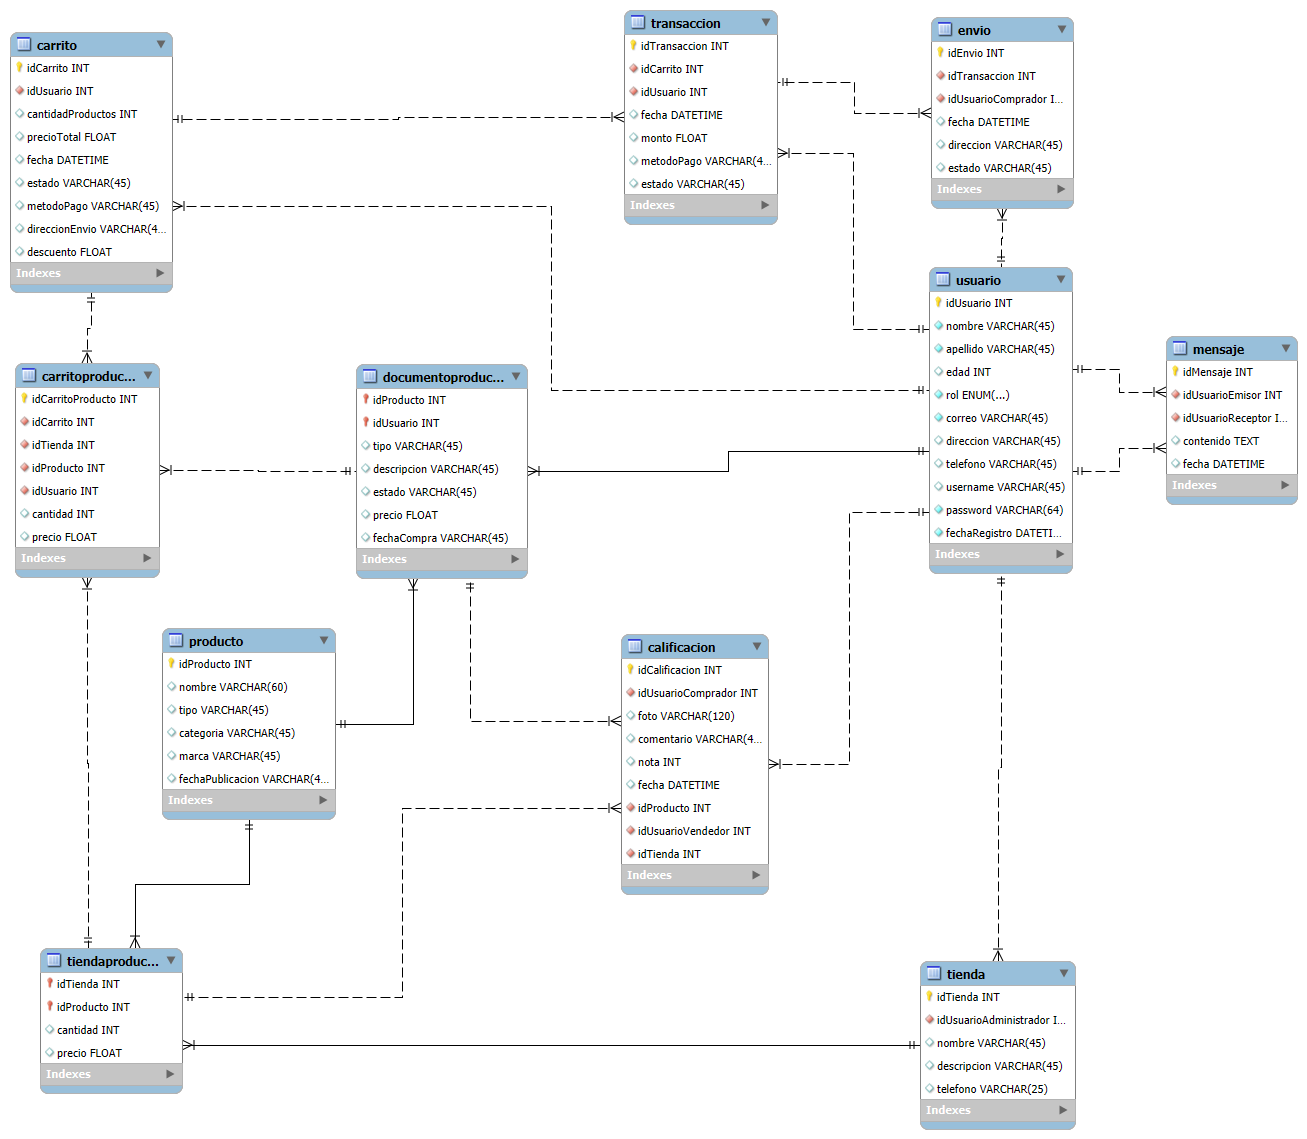 carrito
idCarrito INT
idUsuario INT
cantidadProductos INT
precioTotal FLOAT
fecha DATETIME
estado VARCHAR(45)
metodoPago VARCHAR(45)
direccionEnvio VARCHAR(4...
descuento FLOAT
Indexes
transaccion
idTransaccion INT
idCarrito INT
idUsuario INT
fecha DATETIME
monto FLOAT
metodoPago VARCHAR(4...
estado VARCHAR(45)
Indexes
envio
idEnvio INT
idTransaccion INT
idUsuarioComprador I...
fecha DATETIME
direccion VARCHAR(45)
estado VARCHAR(45)
Indexes
usuario
idUsuario INT
nombre VARCHAR(45)
apellido VARCHAR(45)
edad INT
rol ENUM(...)
correo VARCHAR(45)
direccion VARCHAR(45)
telefono VARCHAR(45)
username VARCHAR(45)
password VARCHAR(64)
fechaRegistro DATETI...
Indexes
mensaje
idMensaje INT
idUsuarioEmisor INT
idUsuarioReceptor I...
contenido TEXT
fecha DATETIME
Indexes
carritoproduc...
idCarritoProducto INT
idCarrito INT
idTienda INT
idProducto INT
idUsuario INT
cantidad INT
precio FLOAT
Indexes
documentoproduc...
idProducto INT
idUsuario INT
tipo VARCHAR(45)
descripcion VARCHAR(45)
estado VARCHAR(45)
precio FLOAT
fechaCompra VARCHAR(45)
Indexes
producto
idProducto INT
nombre VARCHAR(60)
tipo VARCHAR(45)
categoria VARCHAR(45)
marca VARCHAR(45)
fechaPublicacion VARCHAR(4...
Indexes
calificacion
idCalificacion INT
idUsuarioComprador INT
foto VARCHAR(120)
comentario VARCHAR(4...
nota INT
fecha DATETIME
idProducto INT
idUsuarioVendedor INT
idTienda INT
Indexes
tiendaproduc...
idTienda INT
idProducto INT
cantidad INT
precio FLOAT
Indexes
tienda
idTienda INT
idUsuarioAdministrador I...
nombre VARCHAR(45)
descripcion VARCHAR(45)
telefono VARCHAR(25)
Indexes